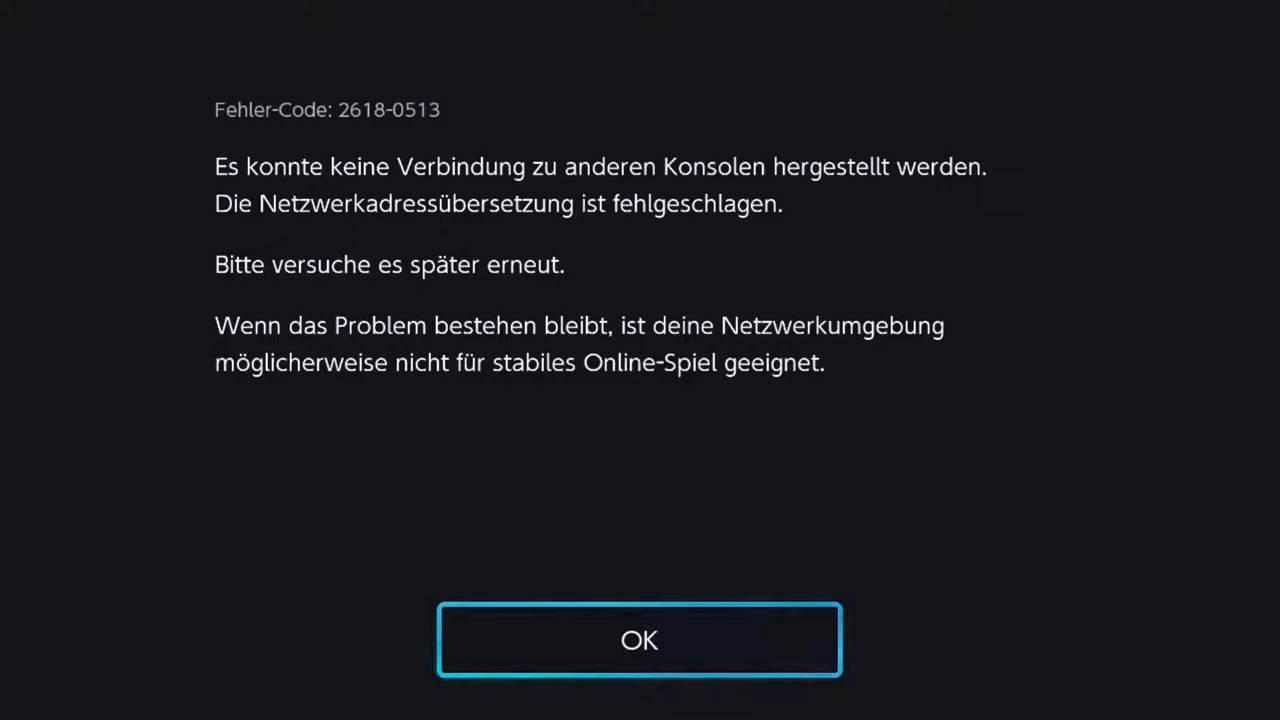 Fehler-Code: 2618-0513
Es konnte keine Verbindung zu anderen Konsolen hergestellt werden.
Die Netzwerkadressübersetzung ist fehlgeschlagen.
Bitte versuche es später erneut.
Wenn das Problem bestehen bleibt, ist deine Netzwerkumgebung
möglicherweise nicht für stabiles Online-Spiel geeignet.
OK